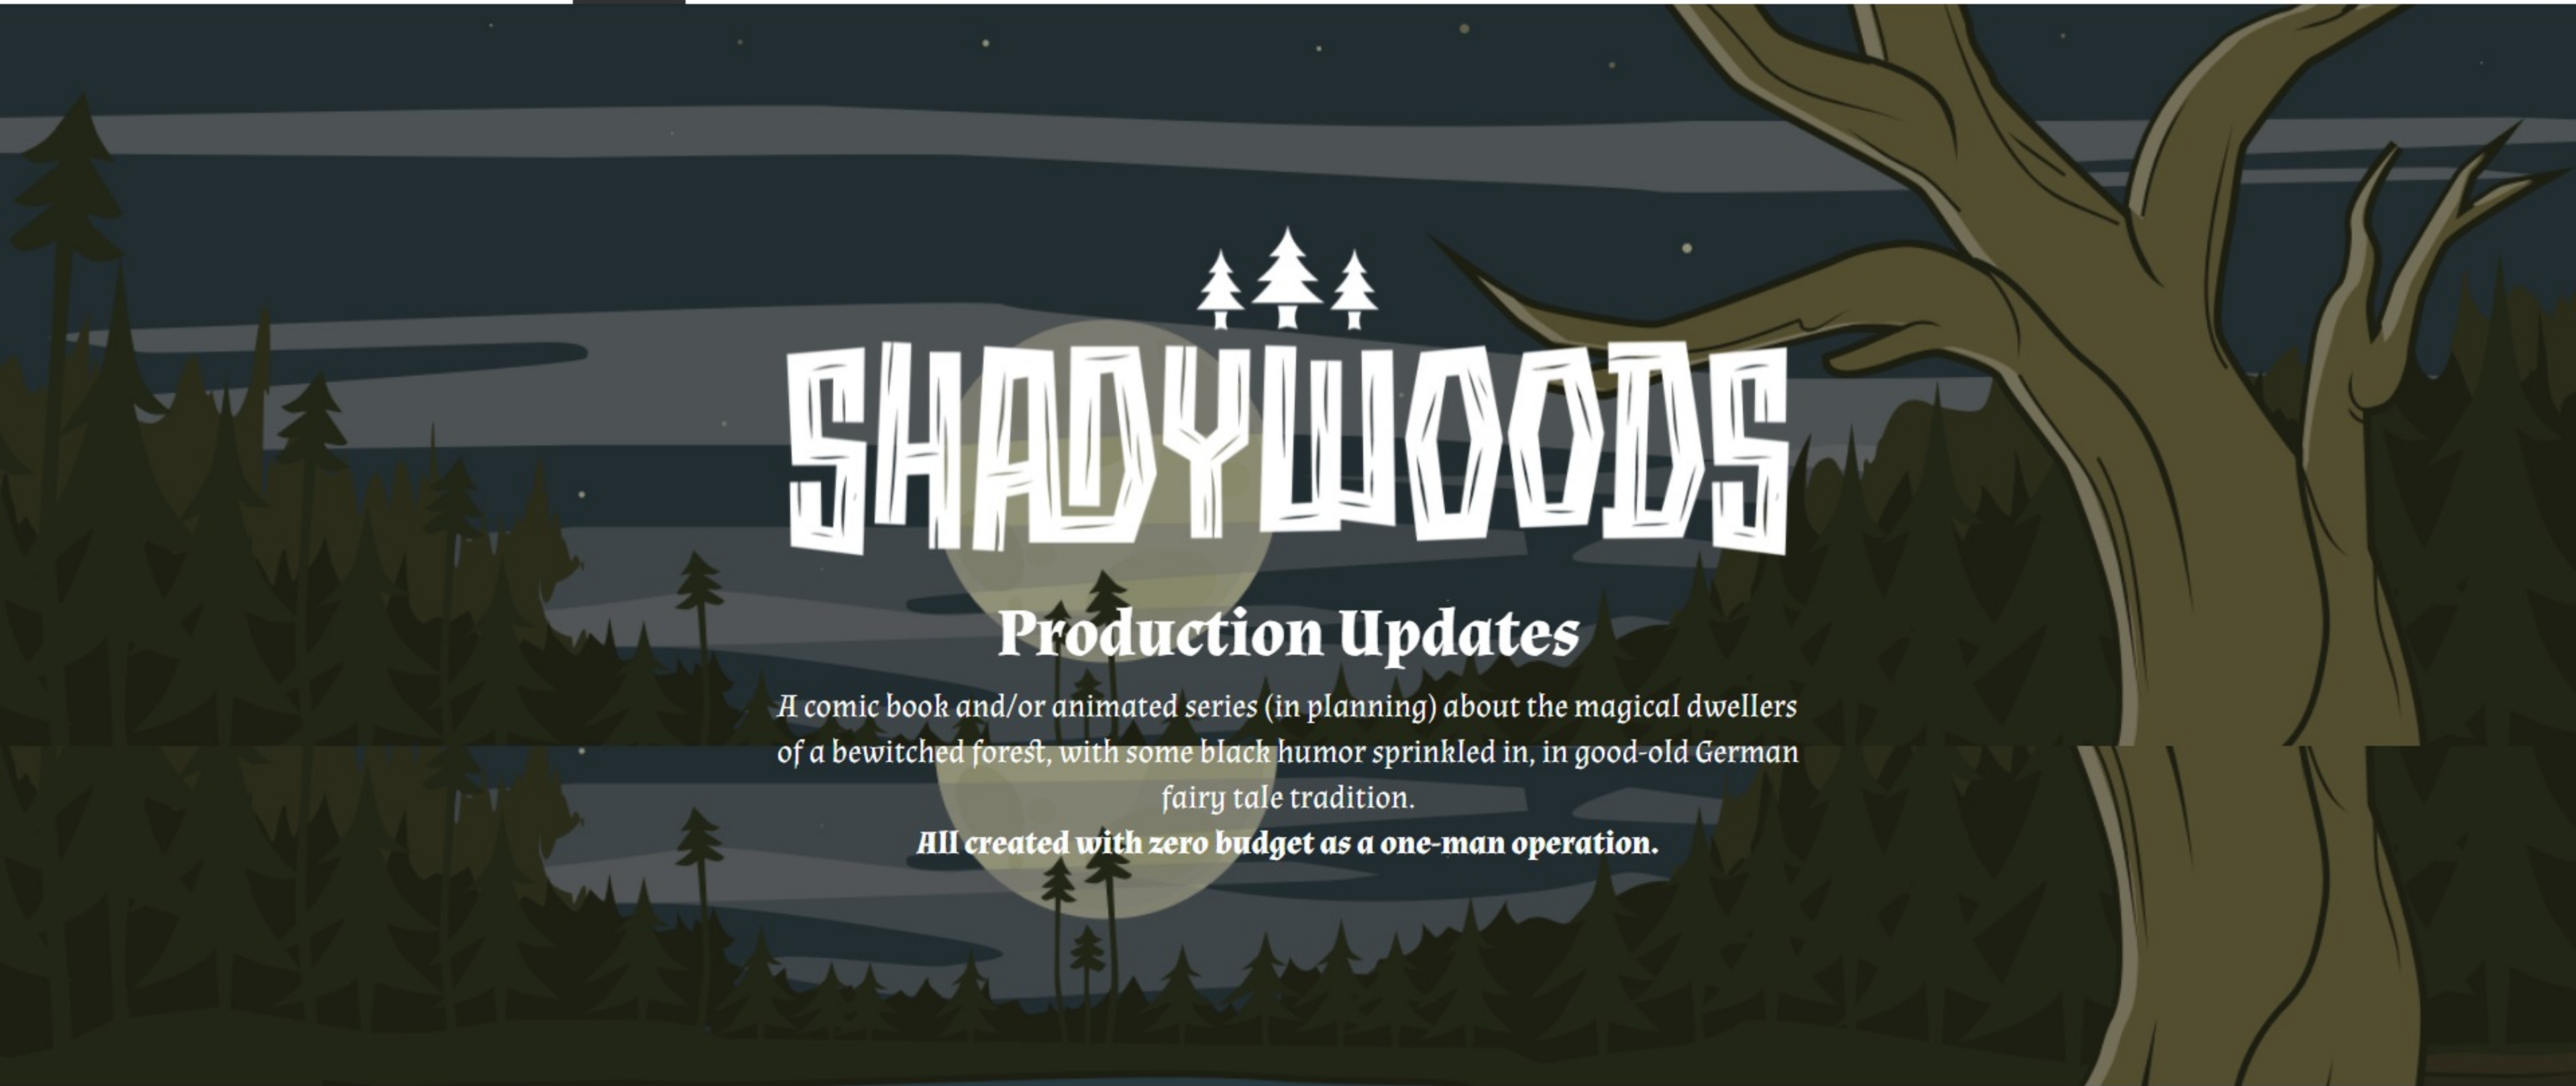 SHADYWOODS
Production Updates
A comic book and/or animated series (in planning) about the magical dwellers
of a bewitched forest, with some black humor sprinkled in, in good-old German
fairy tale tradition.
All created with zero budget as a one-man operation.